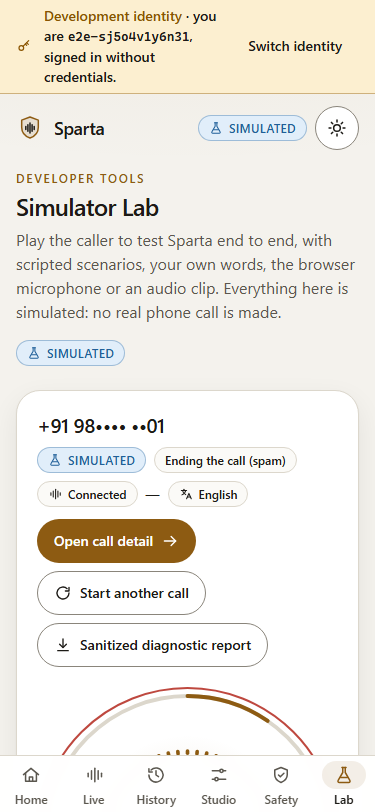 Development identity · you
are e2e-sj5o4v1y6n31,
signed in without
credentials.
Switch identity
Sparta
SIMULATED
DEVELOPER TOOLS
Simulator Lab
Play the caller to test Sparta end to end, with
scripted scenarios, your own words, the browser
microphone or an audio clip. Everything here is
simulated: no real phone call is made.
SIMULATED
+91 98•••• ••01
SIMULATED
Ending the call (spam)
Connected — English
Open call detail
Start another call
Sanitized diagnostic report
Home Live History Studio Safety Lab